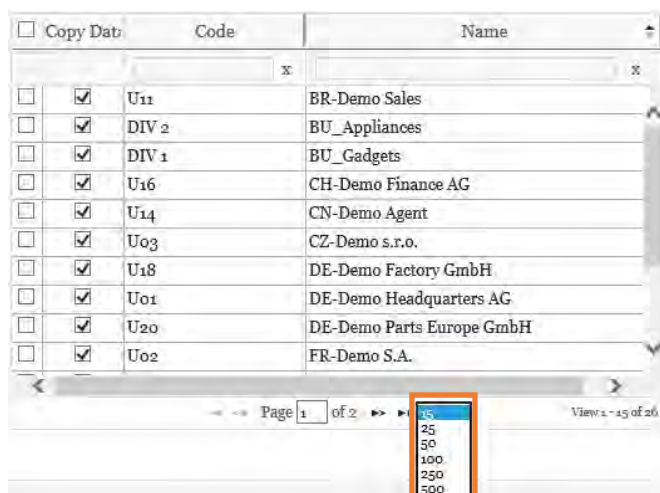 Copy Data Code Name
x x
U11 BR-Demo Sales
DIV 2 BU_Appliances
DIV 1 BU_Gadgets
U16 CH-Demo Finance AG
U14 CN-Demo Agent
U03 CZ-Demo s.r.o.
U18 DE-Demo Factory GmbH
U01 DE-Demo Headquarters AG
U20 DE-Demo Parts Europe GmbH
U02 FR-Demo S.A.
Page 1 of 2 15 View 1 - 15 of 26
25
50
100
250
500